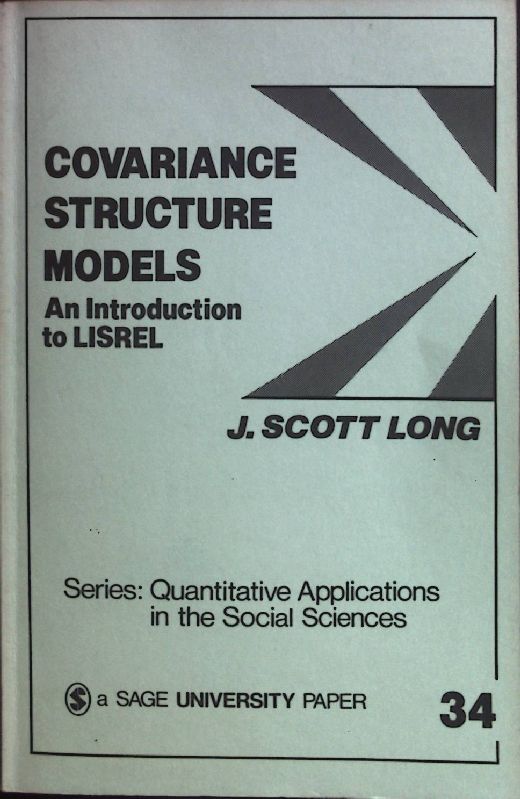 COVARIANCE
STRUCTURE
MODELS
An Introduction
to LISREL
J. SCOTT LONG
Series: Quantitative Applications
in the Social Sciences
S a SAGE UNIVERSITY PAPER
34